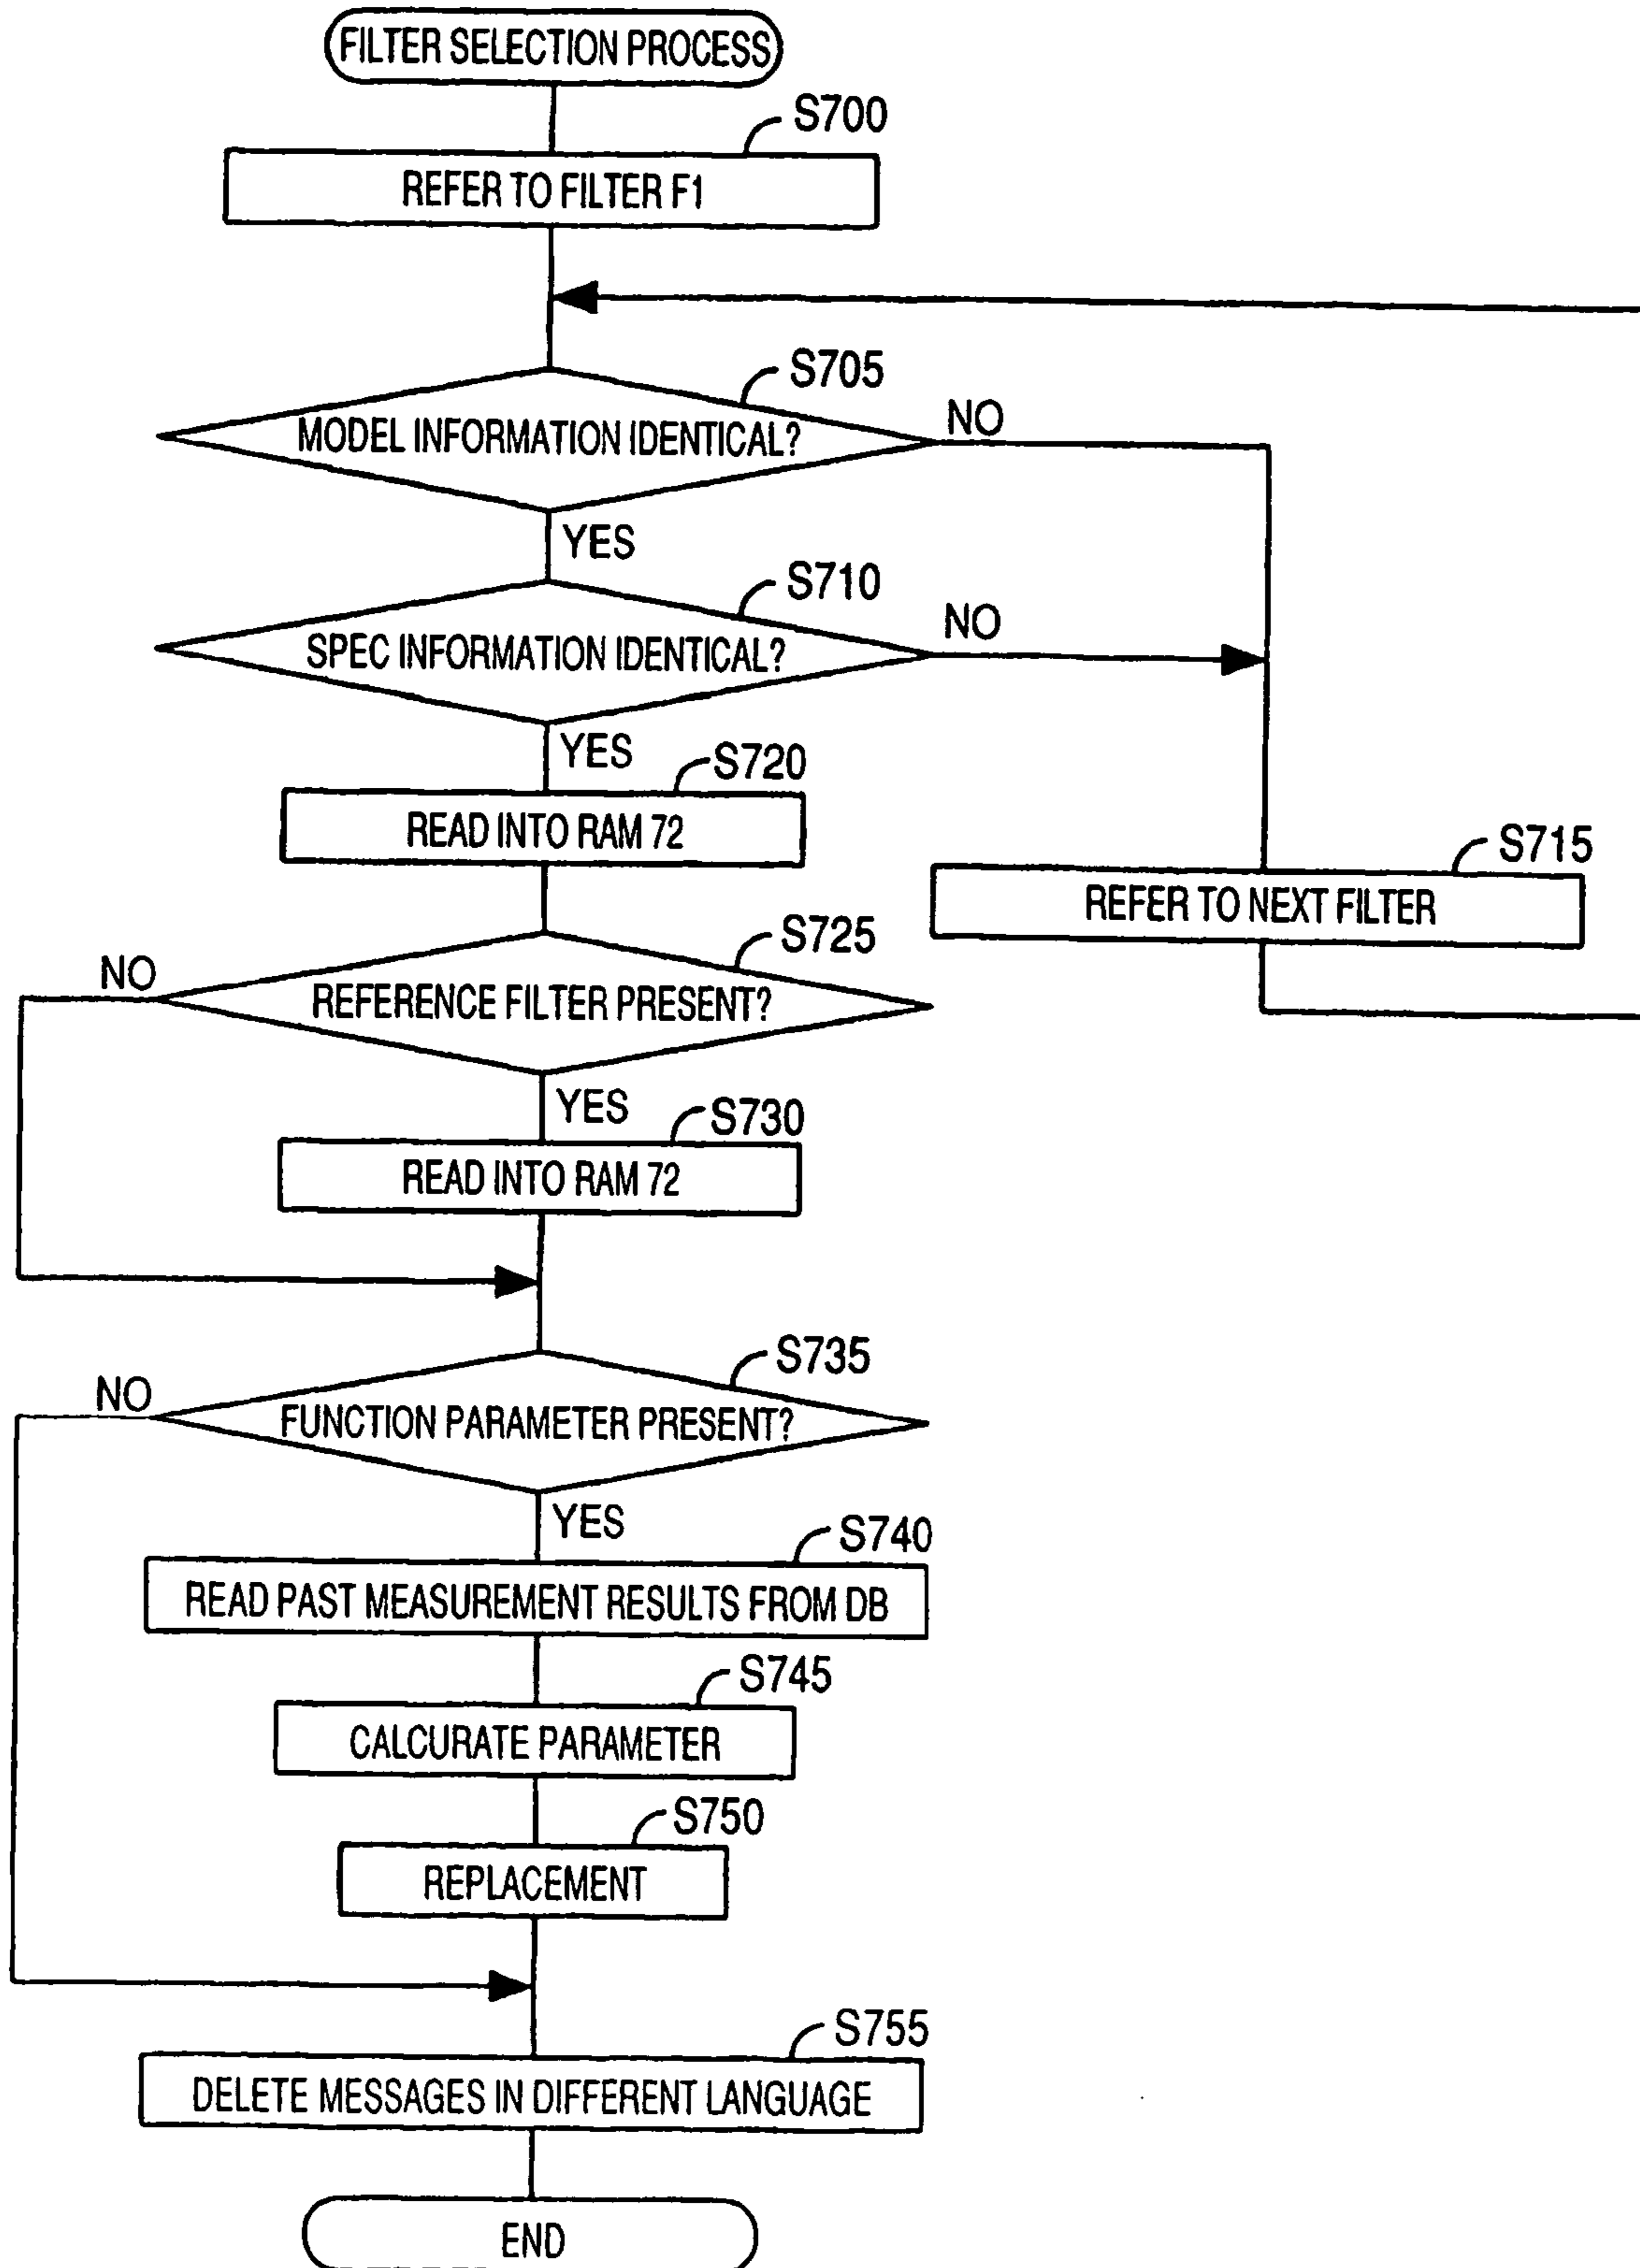 FILTER SELECTION PROCESS
S700
REFER TO FILTER F1
S705
MODEL INFORMATION IDENTICAL?
NO
YES
S710
SPEC INFORMATION IDENTICAL?
NO
YES
S720
READ INTO RAM 72
S715
REFER TO NEXT FILTER
S725
NO
REFERENCE FILTER PRESENT?
YES
S730
READ INTO RAM 72
S735
NO
FUNCTION PARAMETER PRESENT?
YES
S740
READ PAST MEASUREMENT RESULTS FROM DB
S745
CALCURATE PARAMETER
S750
REPLACEMENT
S755
DELETE MESSAGES IN DIFFERENT LANGUAGE
END